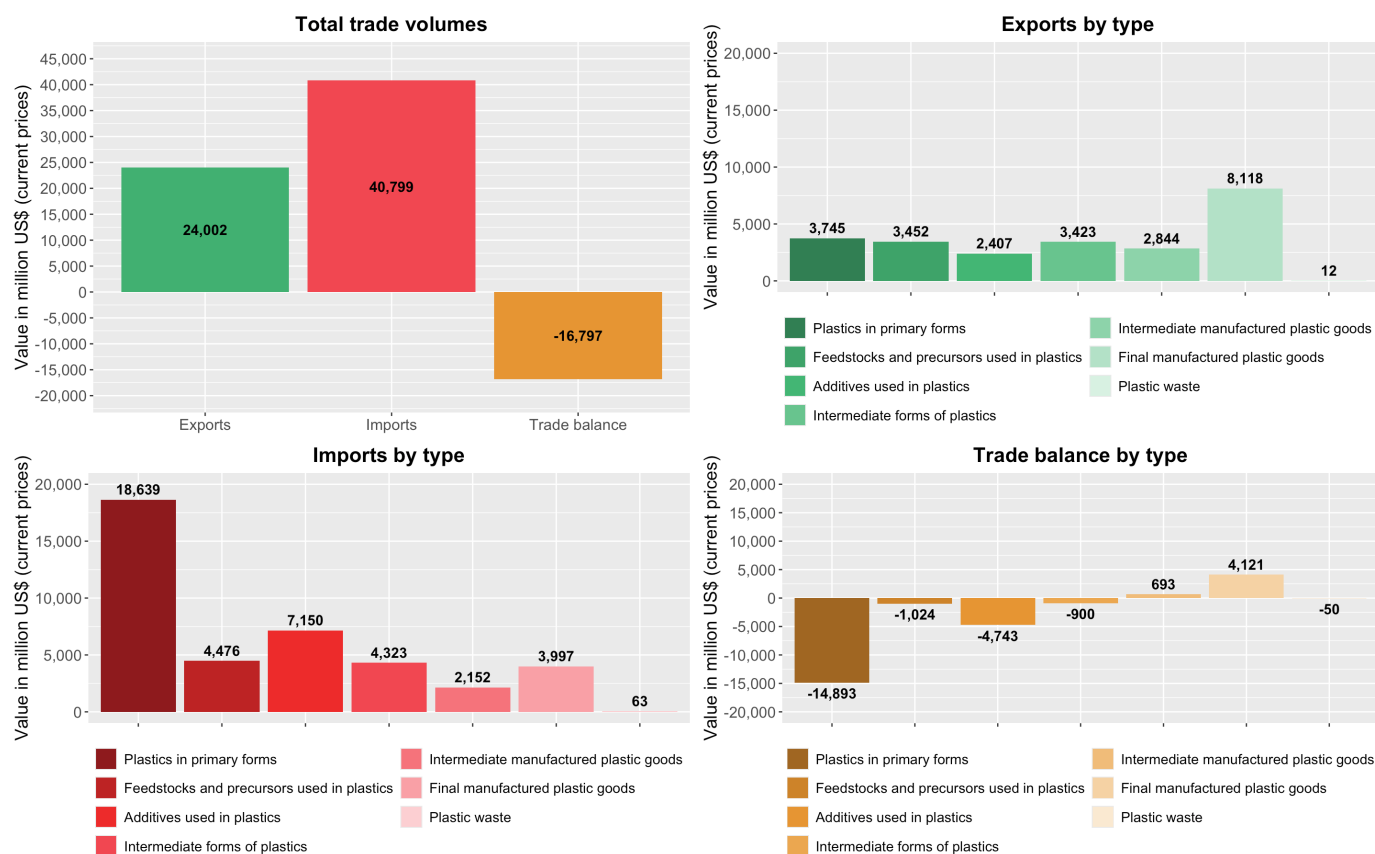 Total trade volumes
Value in million US$ (current prices)
45,000
40,000
35,000
30,000
25,000
20,000
15,000
10,000
5,000
0
-5,000
-10,000
-15,000
-20,000
24,002
40,799
-16,797
Exports
Imports
Trade balance
Exports by type
Value in million US$ (current prices)
20,000
15,000
10,000
5,000
0
3,745
3,452
2,407
3,423
2,844
8,118
12
Plastics in primary forms
Feedstocks and precursors used in plastics
Additives used in plastics
Intermediate forms of plastics
Intermediate manufactured plastic goods
Final manufactured plastic goods
Plastic waste
Imports by type
Value in million US$ (current prices)
20,000
15,000
10,000
5,000
0
18,639
4,476
7,150
4,323
2,152
3,997
63
Plastics in primary forms
Feedstocks and precursors used in plastics
Additives used in plastics
Intermediate forms of plastics
Intermediate manufactured plastic goods
Final manufactured plastic goods
Plastic waste
Trade balance by type
Value in million US$ (current prices)
20,000
15,000
10,000
5,000
0
-5,000
-10,000
-15,000
-20,000
-14,893
-1,024
-4,743
-900
693
4,121
-50
Plastics in primary forms
Feedstocks and precursors used in plastics
Additives used in plastics
Intermediate forms of plastics
Intermediate manufactured plastic goods
Final manufactured plastic goods
Plastic waste